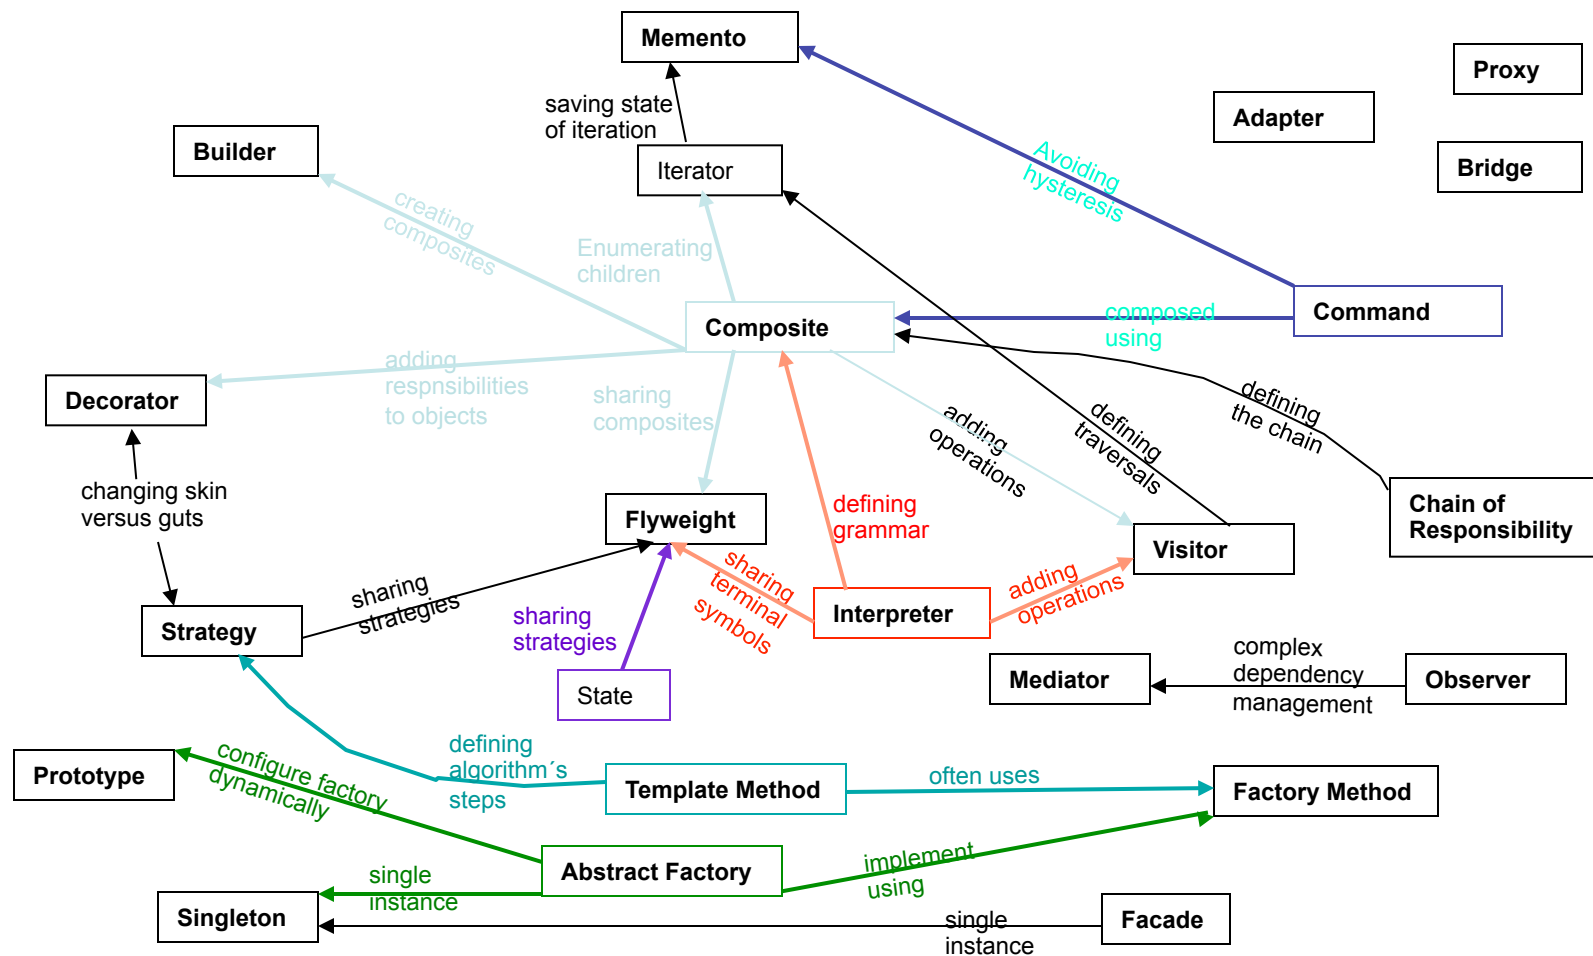 Memento
Proxy
saving state
of iteration
Adapter
Builder
Iterator
Avoiding
hysteresis
Bridge
creating
composites
Enumerating
children
Composite
composed
using
Command
adding
respnsibilities
to objects
Decorator
sharing
composites
adding
operations
defining
traversals
defining
the chain
changing skin
versus guts
Flyweight
defining
grammar
Visitor
Chain of
Responsibility
sharing
strategies
sharing
terminal
symbols
adding
operations
Strategy
sharing
strategies
Interpreter
State
Mediator
complex
dependency
management
Observer
Prototype
configure factory
dynamically
defining
algorithm´s
steps
Template Method
often uses
Factory Method
single
instance
Abstract Factory
implement
using
Singleton
single
instance
Facade